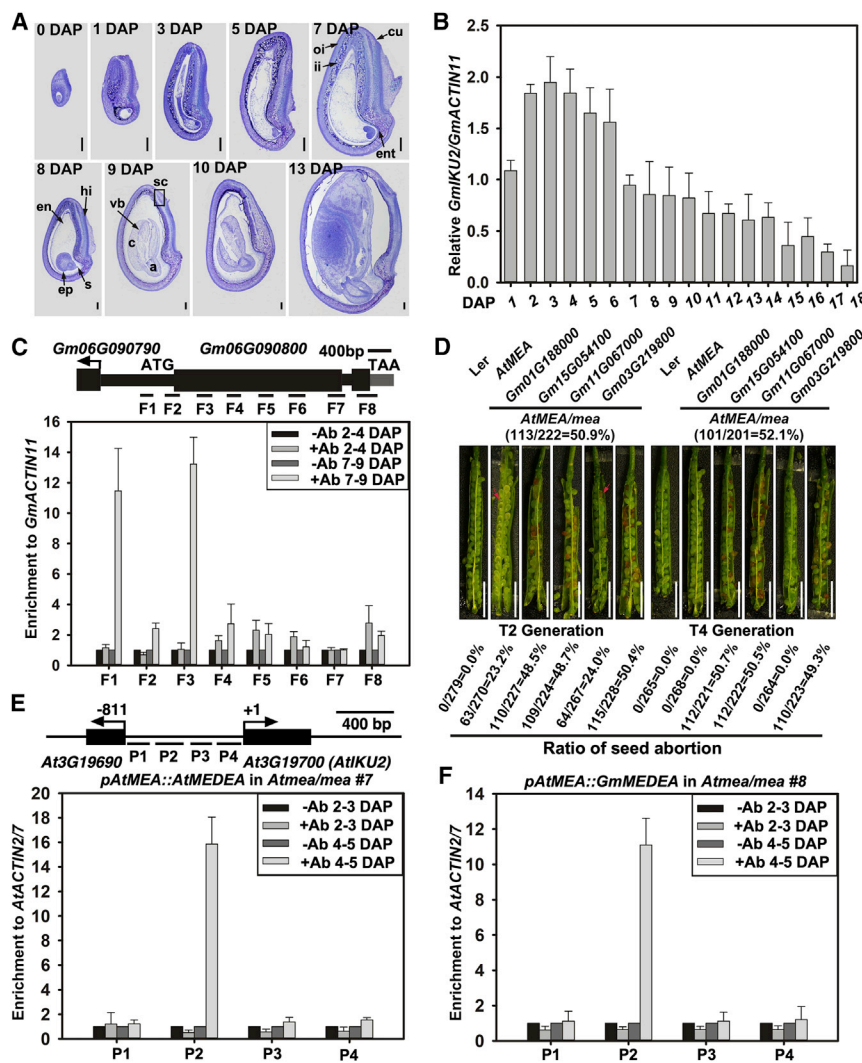 A
0 DAP
1 DAP
3 DAP
5 DAP
7 DAP
oi
ii
cu
ent
8 DAP
9 DAP
10 DAP
13 DAP
en
hi
ep
s
vb
sc
c
a
B
Relative GmIKU2/GmACTIN11
2.5
2.0
1.5
1.0
0.5
0.0
DAP 1 2 3 4 5 6 7 8 9 10 11 12 13 14 15 16 17 18
C
Gm06G090790
ATG
Gm06G090800
400bp
TAA
F1 F2 F3 F4 F5 F6 F7 F8
Enrichment to GmACTIN11
16
14
12
10
8
6
4
2
0
-Ab 2-4 DAP
+Ab 2-4 DAP
-Ab 7-9 DAP
+Ab 7-9 DAP
F1 F2 F3 F4 F5 F6 F7 F8
D
Ler
AtMEA
Gm01G188000
Gm15G054100
Gm11G067000
Gm03G219800
Ler
AtMEA
Gm01G188000
Gm15G054100
Gm11G067000
Gm03G219800
AtMEA/mea
(113/222=50.9%)
AtMEA/mea
(101/201=52.1%)
T2 Generation
T4 Generation
0/279=0.0%
63/270=23.2%
110/227=48.5%
109/224=48.7%
64/267=24.0%
115/228=50.4%
0/265=0.0%
0/268=0.0%
112/221=50.7%
112/222=50.5%
0/264=0.0%
110/223=49.3%
Ratio of seed abortion
E
-811
+1
400 bp
At3G19690
P1 P2 P3 P4
At3G19700 (AtIKU2)
pAtMEA::AtMEDEA in Atmea/mea #7
Enrichment to AtACTIN2/7
20
18
16
14
12
10
8
6
4
2
0
-Ab 2-3 DAP
+Ab 2-3 DAP
-Ab 4-5 DAP
+Ab 4-5 DAP
P1 P2 P3 P4
F
pAtMEA::GmMEDEA in Atmea/mea #8
Enrichment to AtACTIN2/7
14
12
10
8
6
4
2
0
-Ab 2-3 DAP
+Ab 2-3 DAP
-Ab 4-5 DAP
+Ab 4-5 DAP
P1 P2 P3 P4